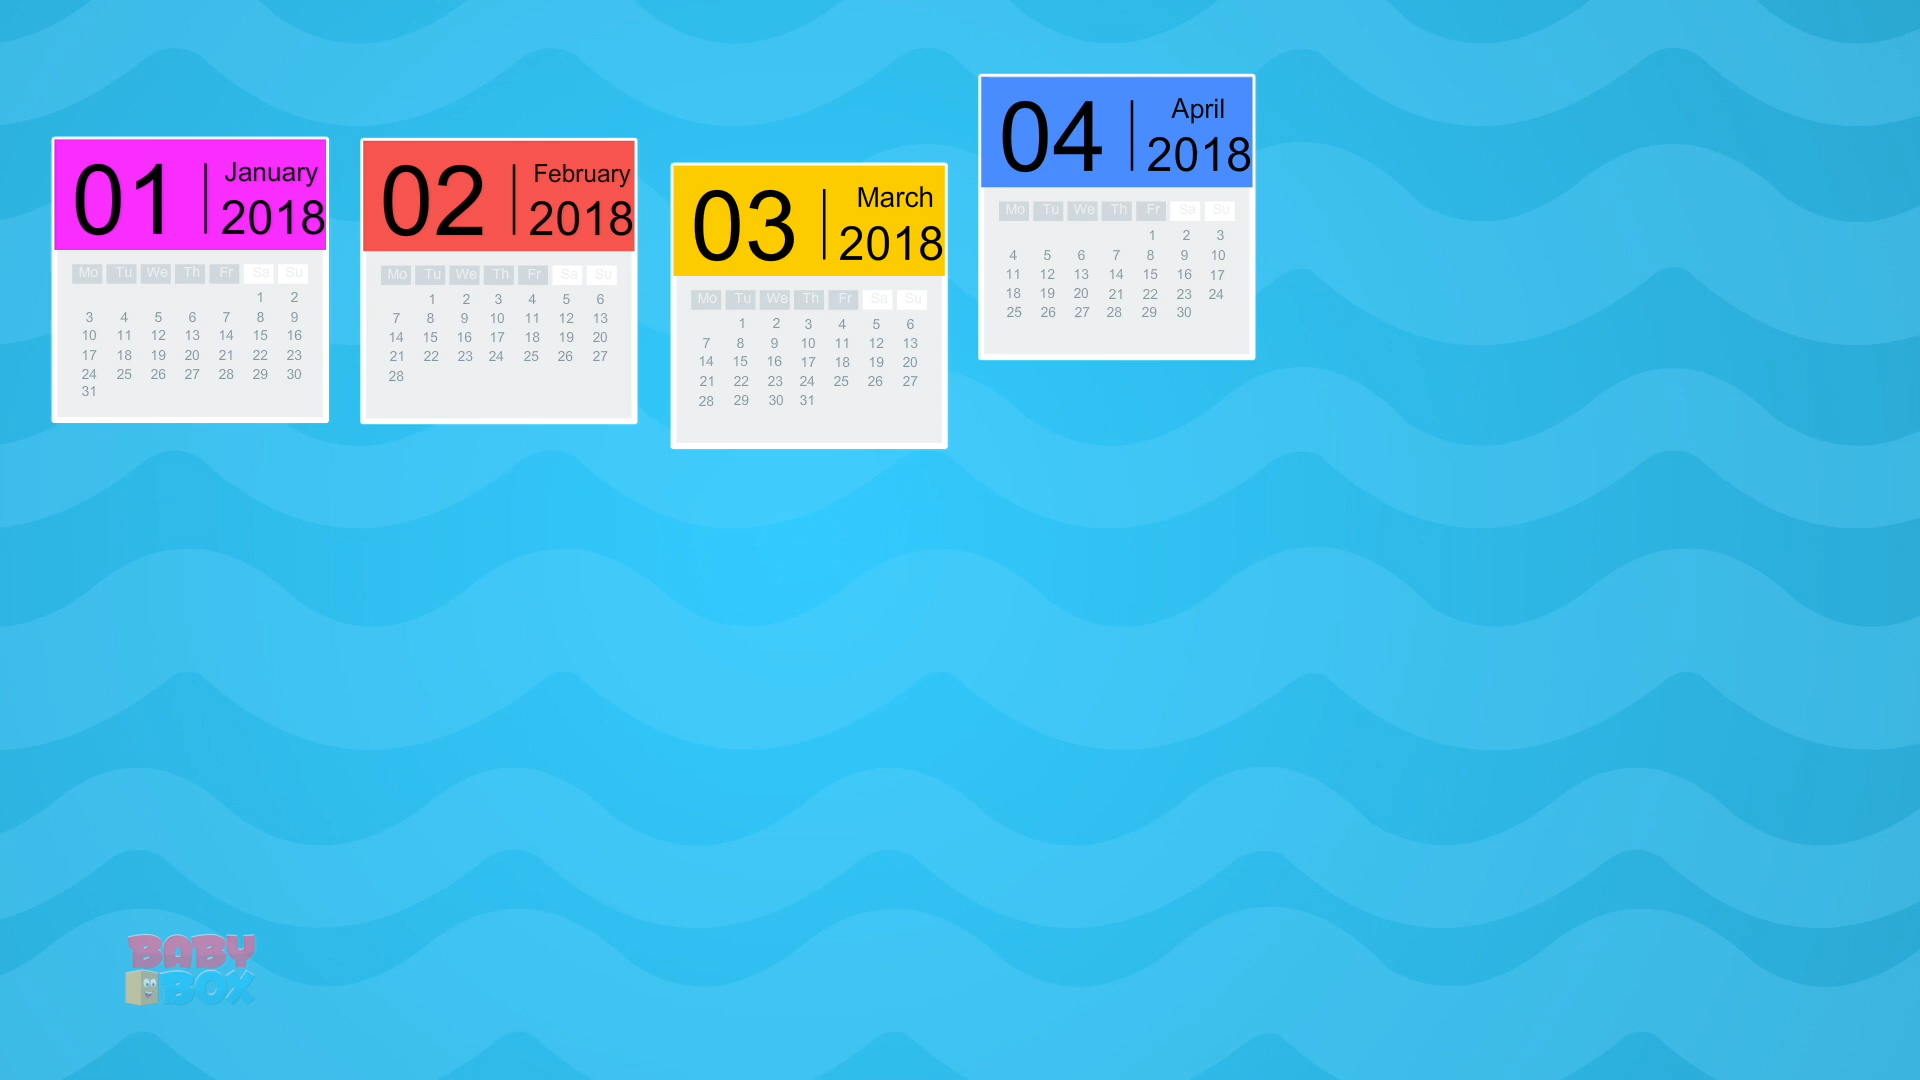 01 January
2018
Mo Tu We Th Fr Sa Su
1 2
3 4 5 6 7 8 9
10 11 12 13 14 15 16
17 18 19 20 21 22 23
24 25 26 27 28 29 30
31
02 February
2018
Mo Tu We Th Fr Sa Su
1 2 3 4 5 6
7 8 9 10 11 12 13
14 15 16 17 18 19 20
21 22 23 24 25 26 27
28
03 March
2018
Mo Tu We Th Fr Sa Su
1 2 3 4 5 6
7 8 9 10 11 12 13
14 15 16 17 18 19 20
21 22 23 24 25 26 27
28 29 30 31
04 April
2018
Mo Tu We Th Fr Sa Su
1 2 3
4 5 6 7 8 9 10
11 12 13 14 15 16 17
18 19 20 21 22 23 24
25 26 27 28 29 30
BABY
BOX